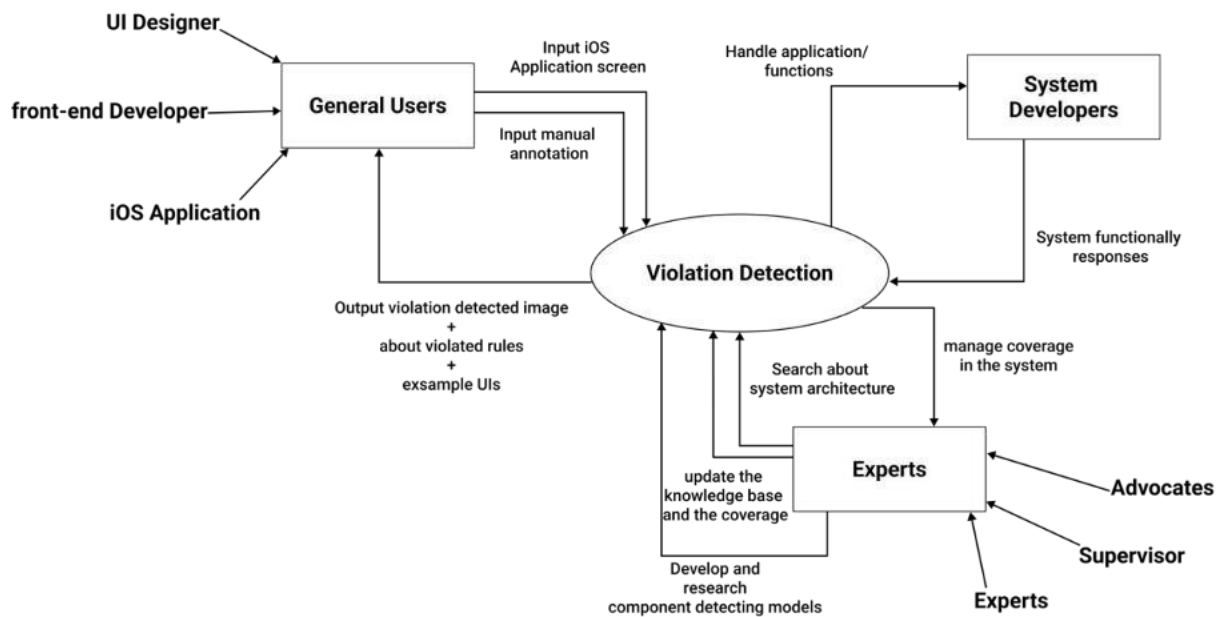 UI Designer
front-end Developer
iOS Application
General Users
Input iOS
Application screen
Input manual
annotation
Handle application/
functions
System
Developers
System functionally
responses
Violation Detection
Output violation detected image
+
about violated rules
+
exsample UIs
manage coverage
in the system
Search about
system architecture
update the
knowledge base
and the coverage
Develop and
research
component detecting models
Experts
Advocates
Supervisor
Experts